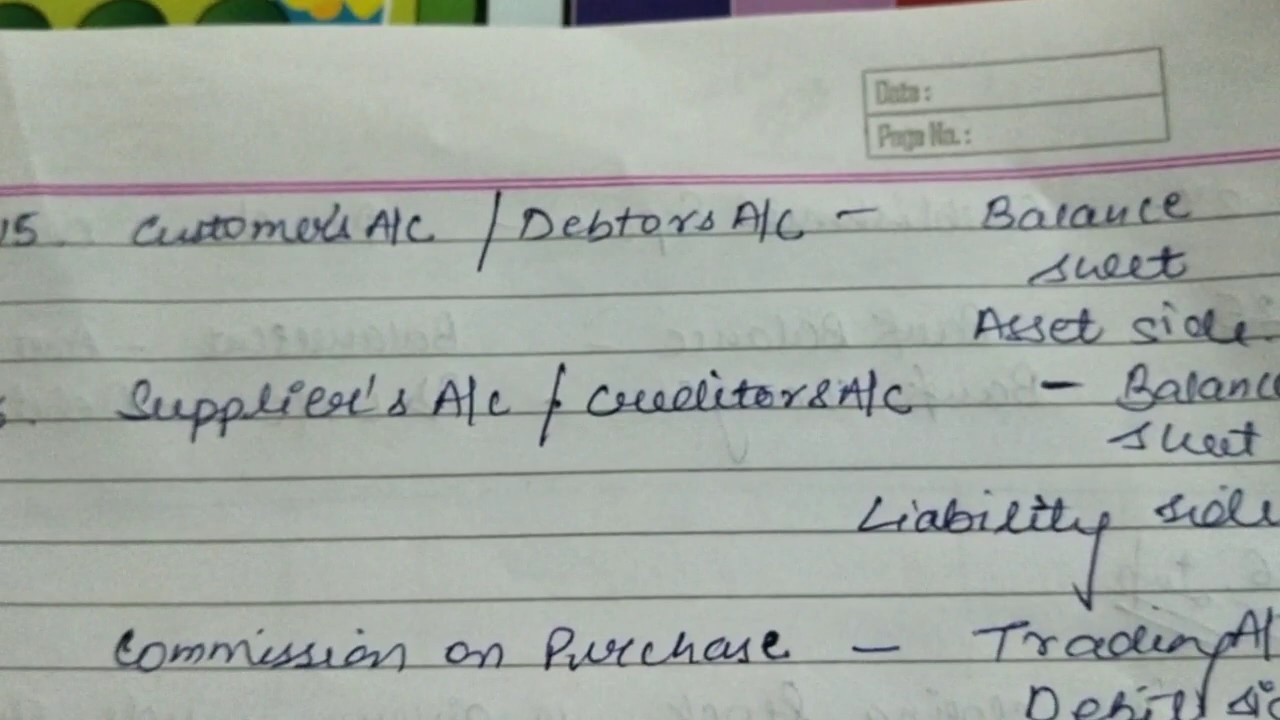 Date:
Page No.:
15. Customer's A/c / Debtors A/c - Balance
sheet
Asset side
Supplier's A/c / Creditors A/c - Balance
sheet
Liability side
Commission on Purchase - Trading A/
Debit